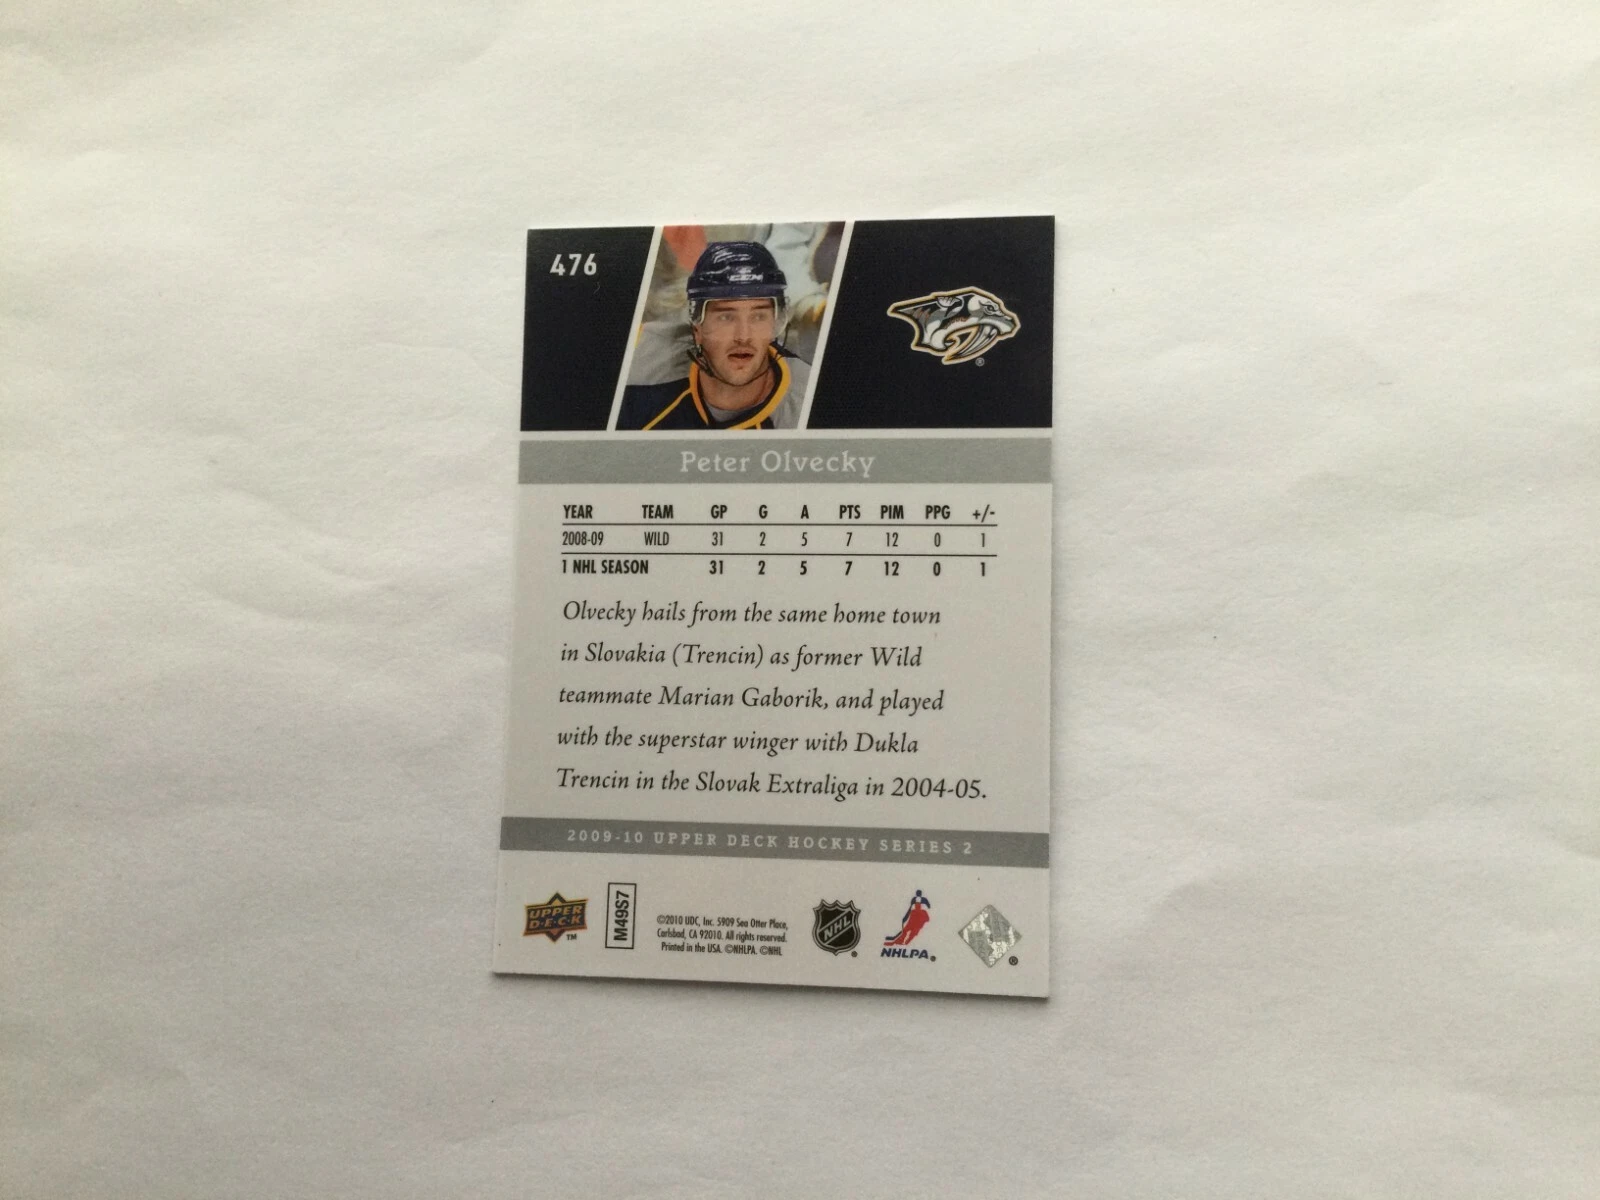 476
Peter Olvecky
YEAR TEAM GP G A PTS PIM PPG +/-
2008-09 WILD 31 2 5 7 12 0 1
1 NHL SEASON 31 2 5 7 12 0 1
Olvecky hails from the same home town
in Slovakia (Trencin) as former Wild
teammate Marian Gaborik, and played
with the superstar winger with Dukla
Trencin in the Slovak Extraliga in 2004-05.
2009-10 UPPER DECK HOCKEY SERIES 2
UPPER
D·E·C·K
™
M49S7
©2010 UDC, Inc. 5909 Sea Otter Place,
Carlsbad, CA 92010. All rights reserved.
Printed in the USA. ©NHLPA. ©NHL
NHL
®
NHLPA®
®